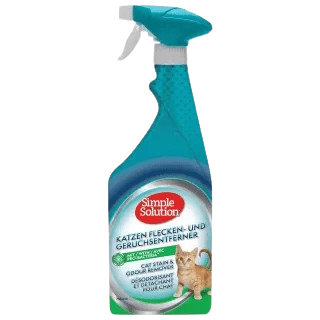 Simple
Solution
KATZEN FLECKEN- UND
GERUCHSENTFERNER
CAT STAIN &
ODOUR REMOVER
DÉSODORISANT
ET DÉTACHANT
POUR CHAT